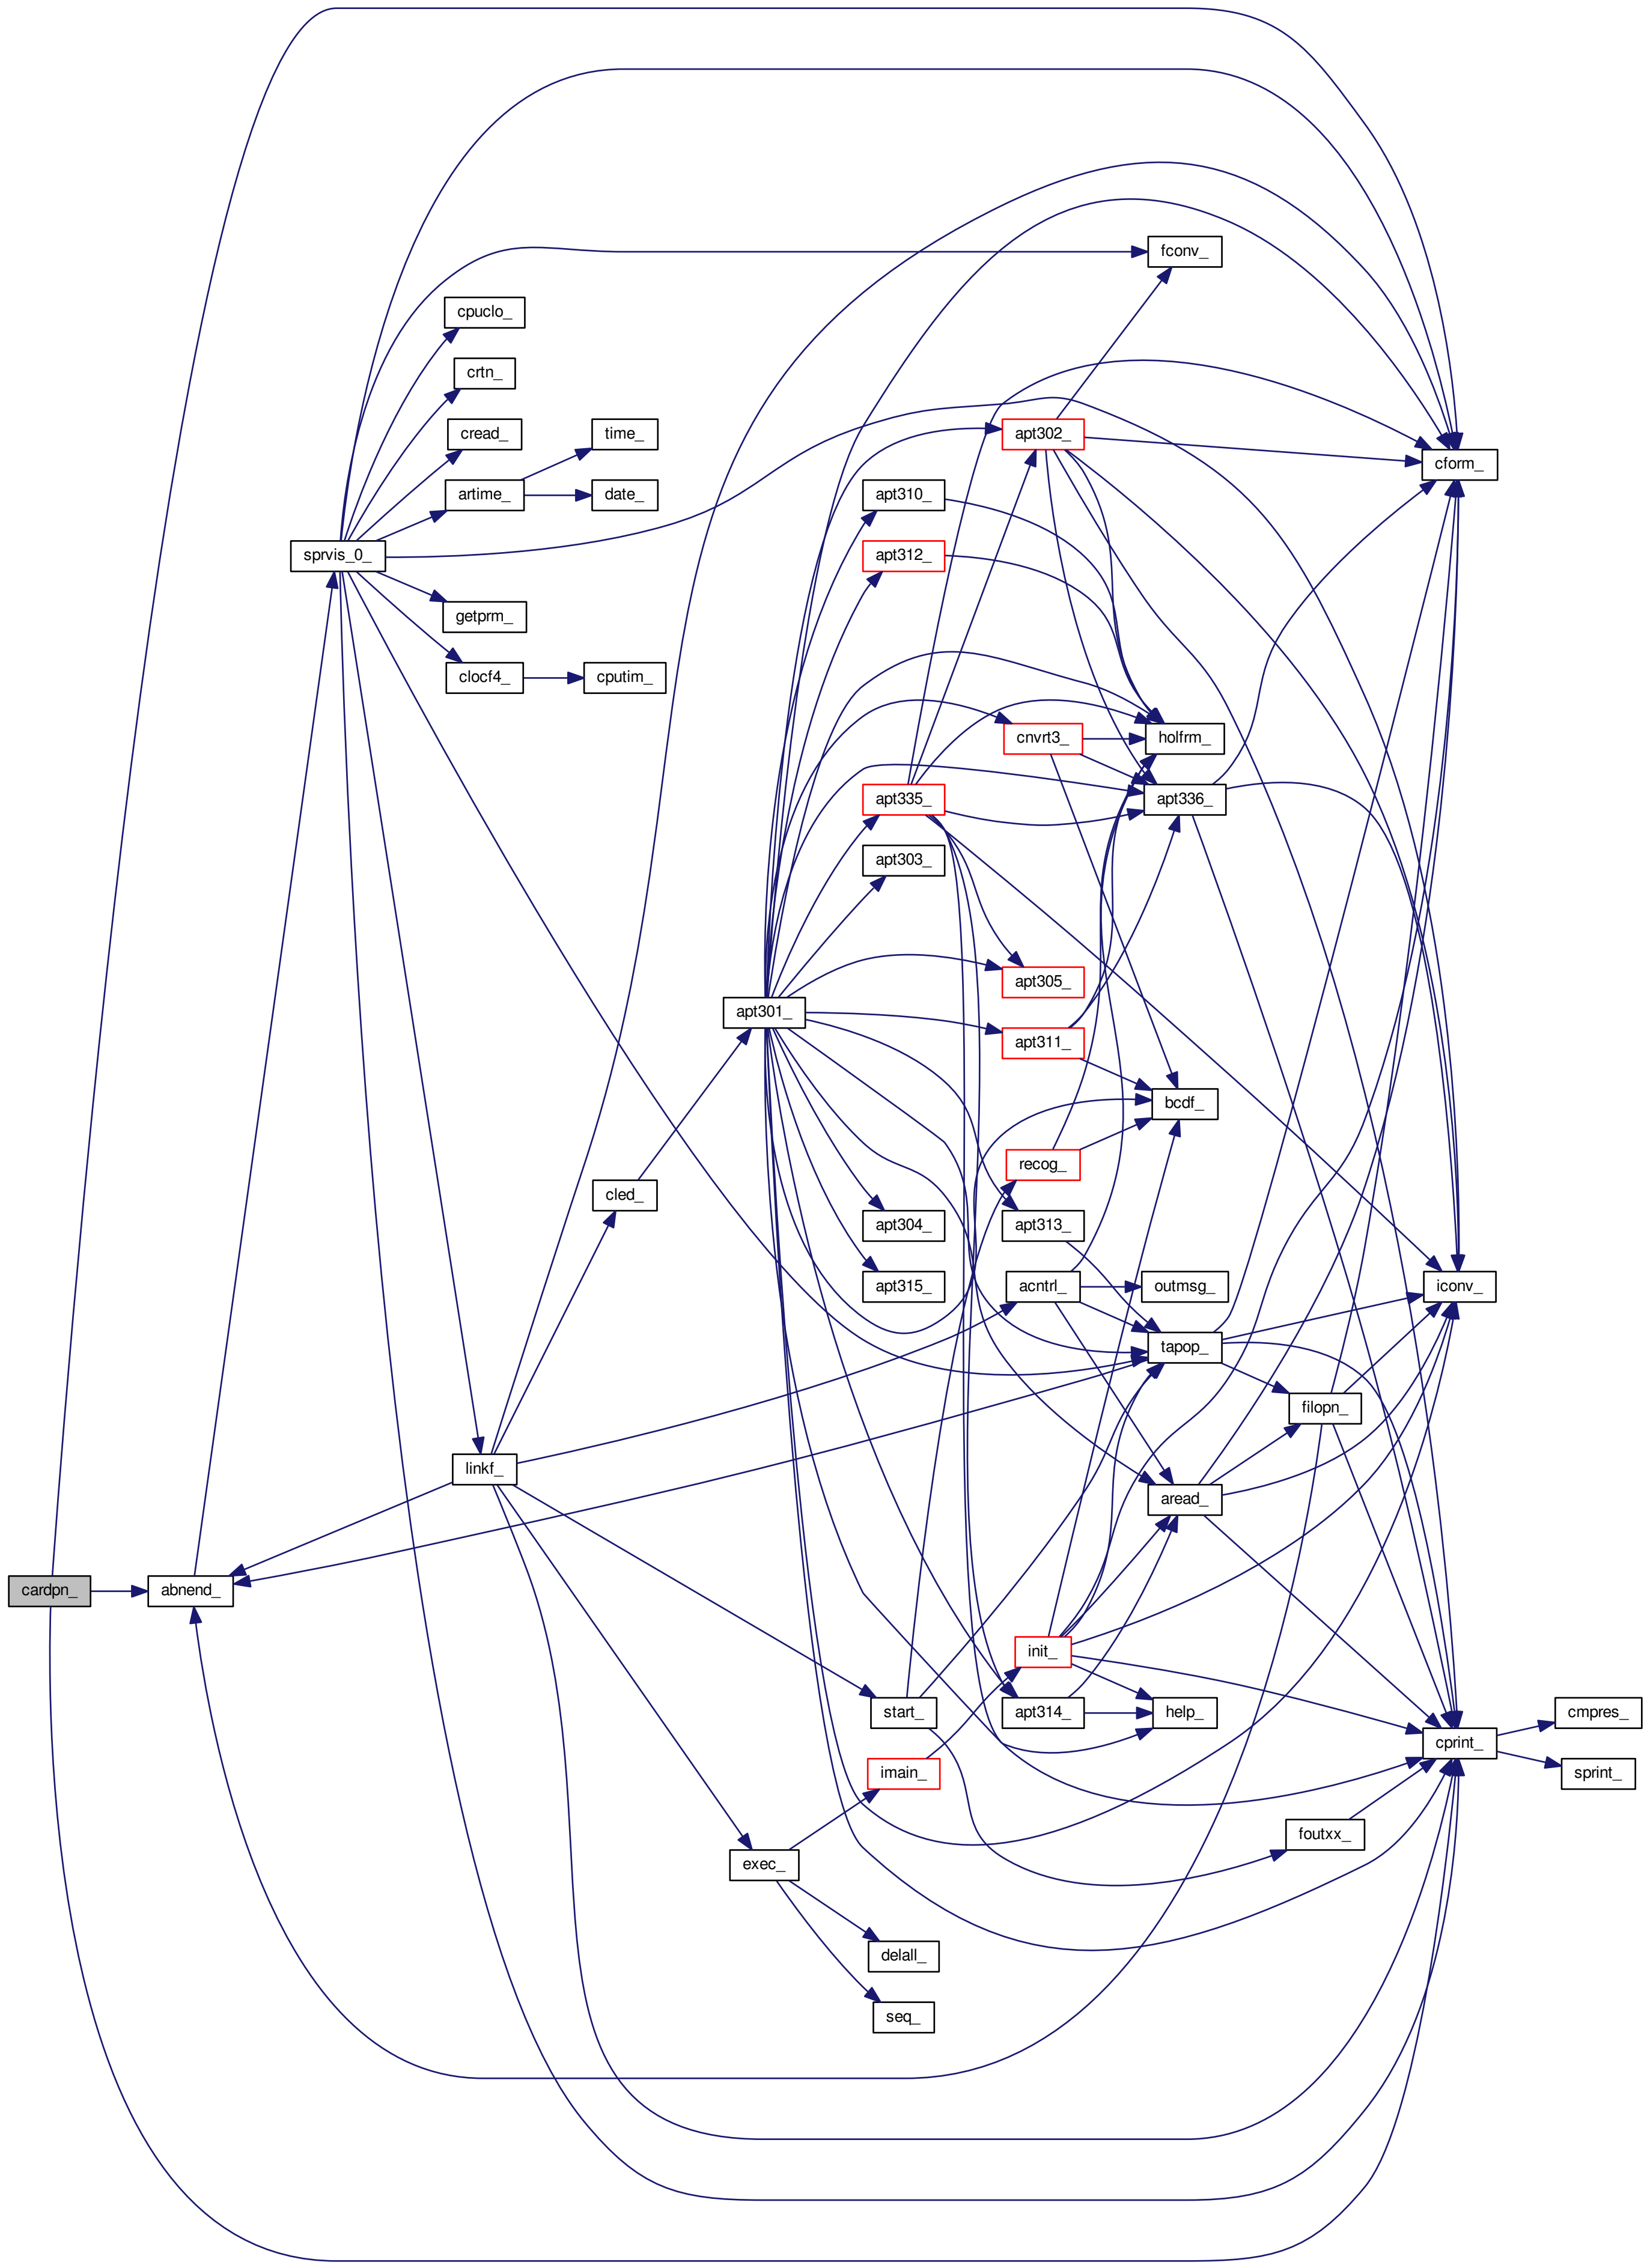 fconv_
cpuclo_
crtn_
cread_
time_
apt302_
cform_
artime_
date_
apt310_
sprvis_0_
apt312_
getprm_
clocf4_
cputim_
cnvrt3_
holfrm_
apt335_
apt336_
apt303_
apt305_
apt301_
apt311_
bcdf_
recog_
cled_
apt304_
apt313_
apt315_
acntrl_
outmsg_
iconv_
tapop_
filopn_
linkf_
aread_
cardpn_
abnend_
init_
start_
apt314_
help_
cmpres_
cprint_
imain_
sprint_
foutxx_
exec_
delall_
seq_